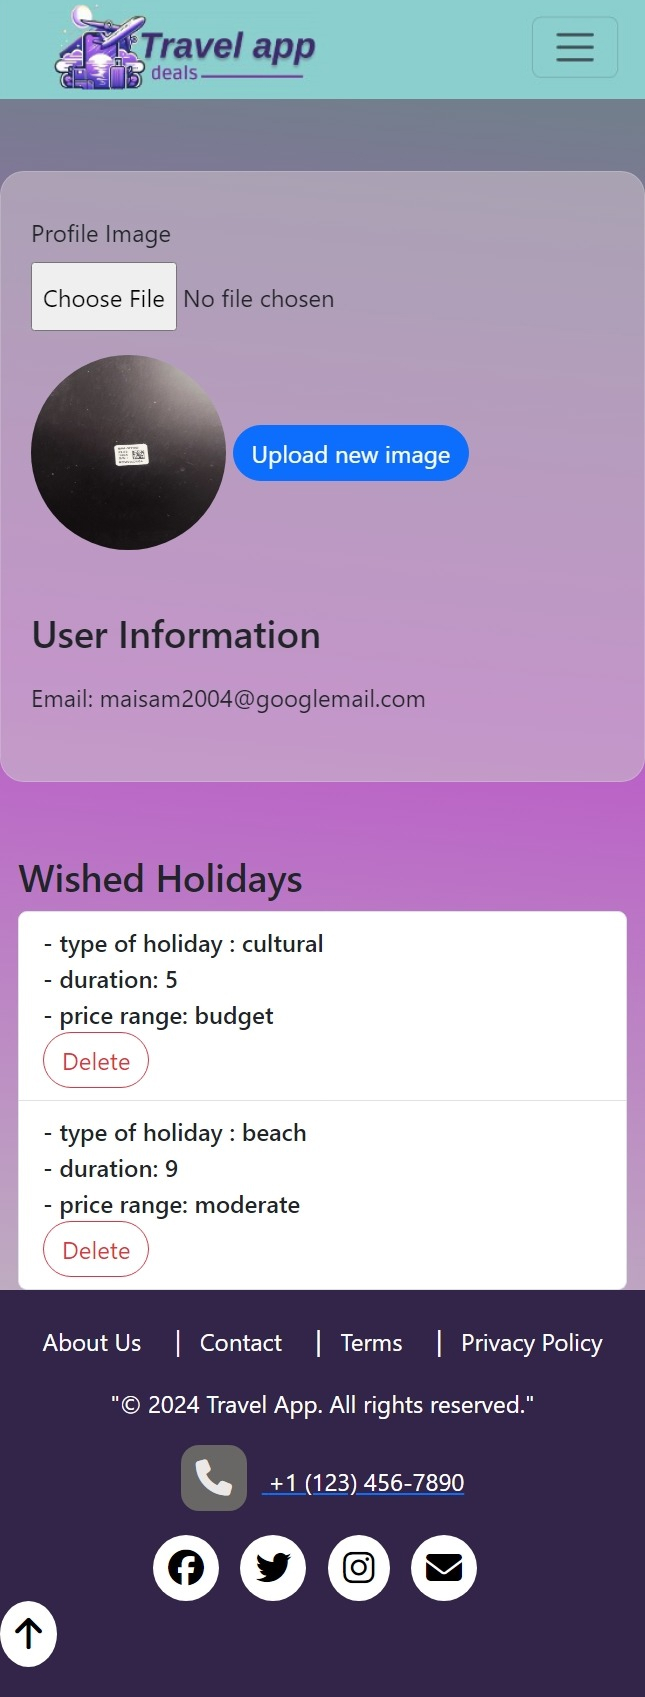 Travel app
deals
Profile Image
Choose File No file chosen
Upload new image
User Information
Email: maisam2004@googlemail.com
Wished Holidays
- type of holiday : cultural
- duration: 5
- price range: budget
Delete
- type of holiday : beach
- duration: 9
- price range: moderate
Delete
About Us | Contact | Terms | Privacy Policy
"© 2024 Travel App. All rights reserved."
+1 (123) 456-7890